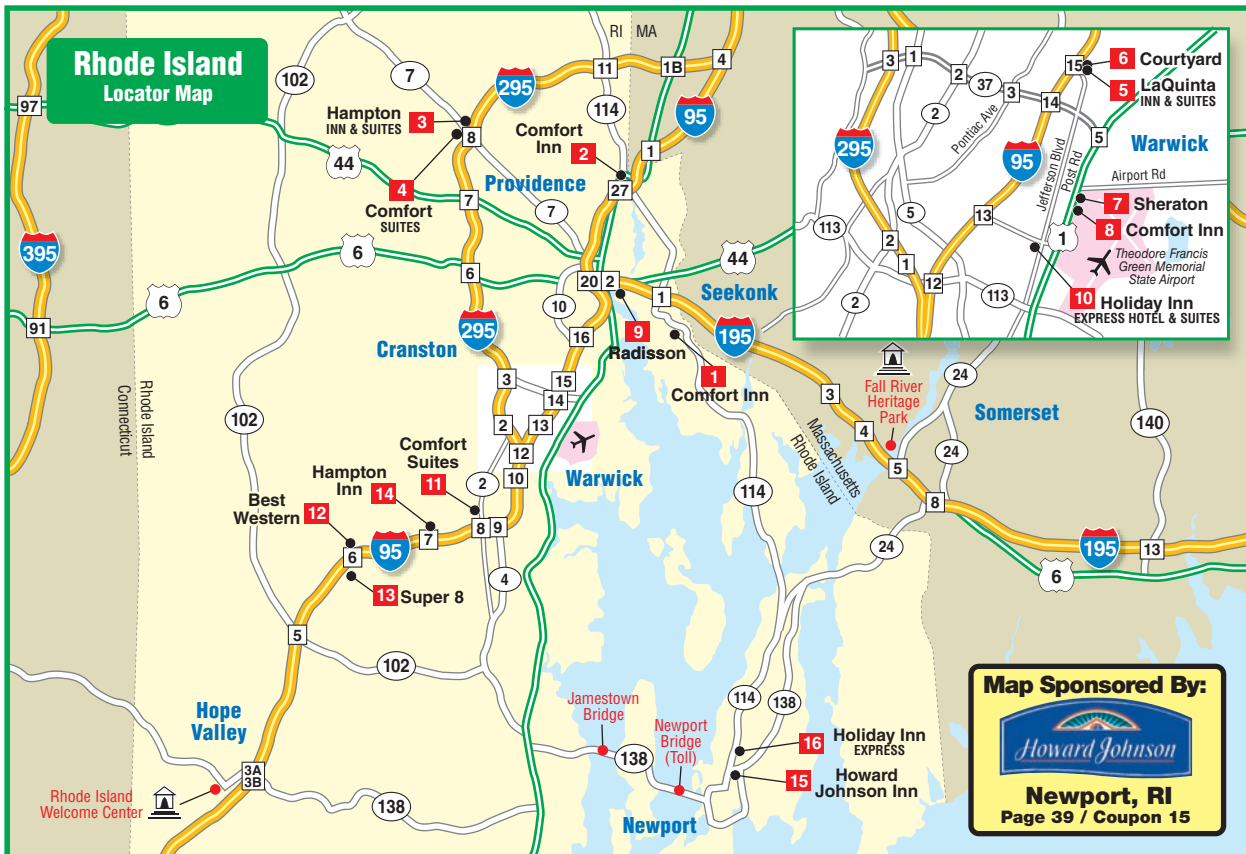 Rhode Island
Locator Map
RI
MA
97
102
7
295
11
114
1B
4
95
Hampton
INN & SUITES
3
8
Comfort
Inn
2
1
44
4
Comfort
SUITES
Providence
7
27
7
395
6
6
44
20
2
Seekonk
1
6
91
10
295
16
9
Radisson
195
Cranston
1
Comfort Inn
3
15
14
3
Fall River
Heritage
Park
24
Somerset
Rhode Island
Connecticut
102
2
13
4
Massachusetts
Rhode Island
140
12
Warwick
5
24
Comfort
Suites
11
2
10
Hampton
Inn
14
114
8
Best
Western
12
7
8
9
24
195
13
6
95
6
13
Super 8
4
5
102
Hope
Valley
Jamestown
Bridge
Newport
Bridge
(Toll)
114
138
16
Holiday Inn
EXPRESS
138
15
Howard
Johnson Inn
3A
3B
Rhode Island
Welcome Center
138
Newport
3
1
2
37
3
15
6
Courtyard
5
LaQuinta
INN & SUITES
14
2
Pontiac Ave
5
Warwick
295
95
Jefferson Blvd
Post Rd
Airport Rd
7
Sheraton
5
13
8
Comfort Inn
113
2
1
1
Theodore Francis
Green Memorial
State Airport
12
113
2
10
Holiday Inn
EXPRESS HOTEL & SUITES
Map Sponsored By:
Howard Johnson
Newport, RI
Page 39 / Coupon 15